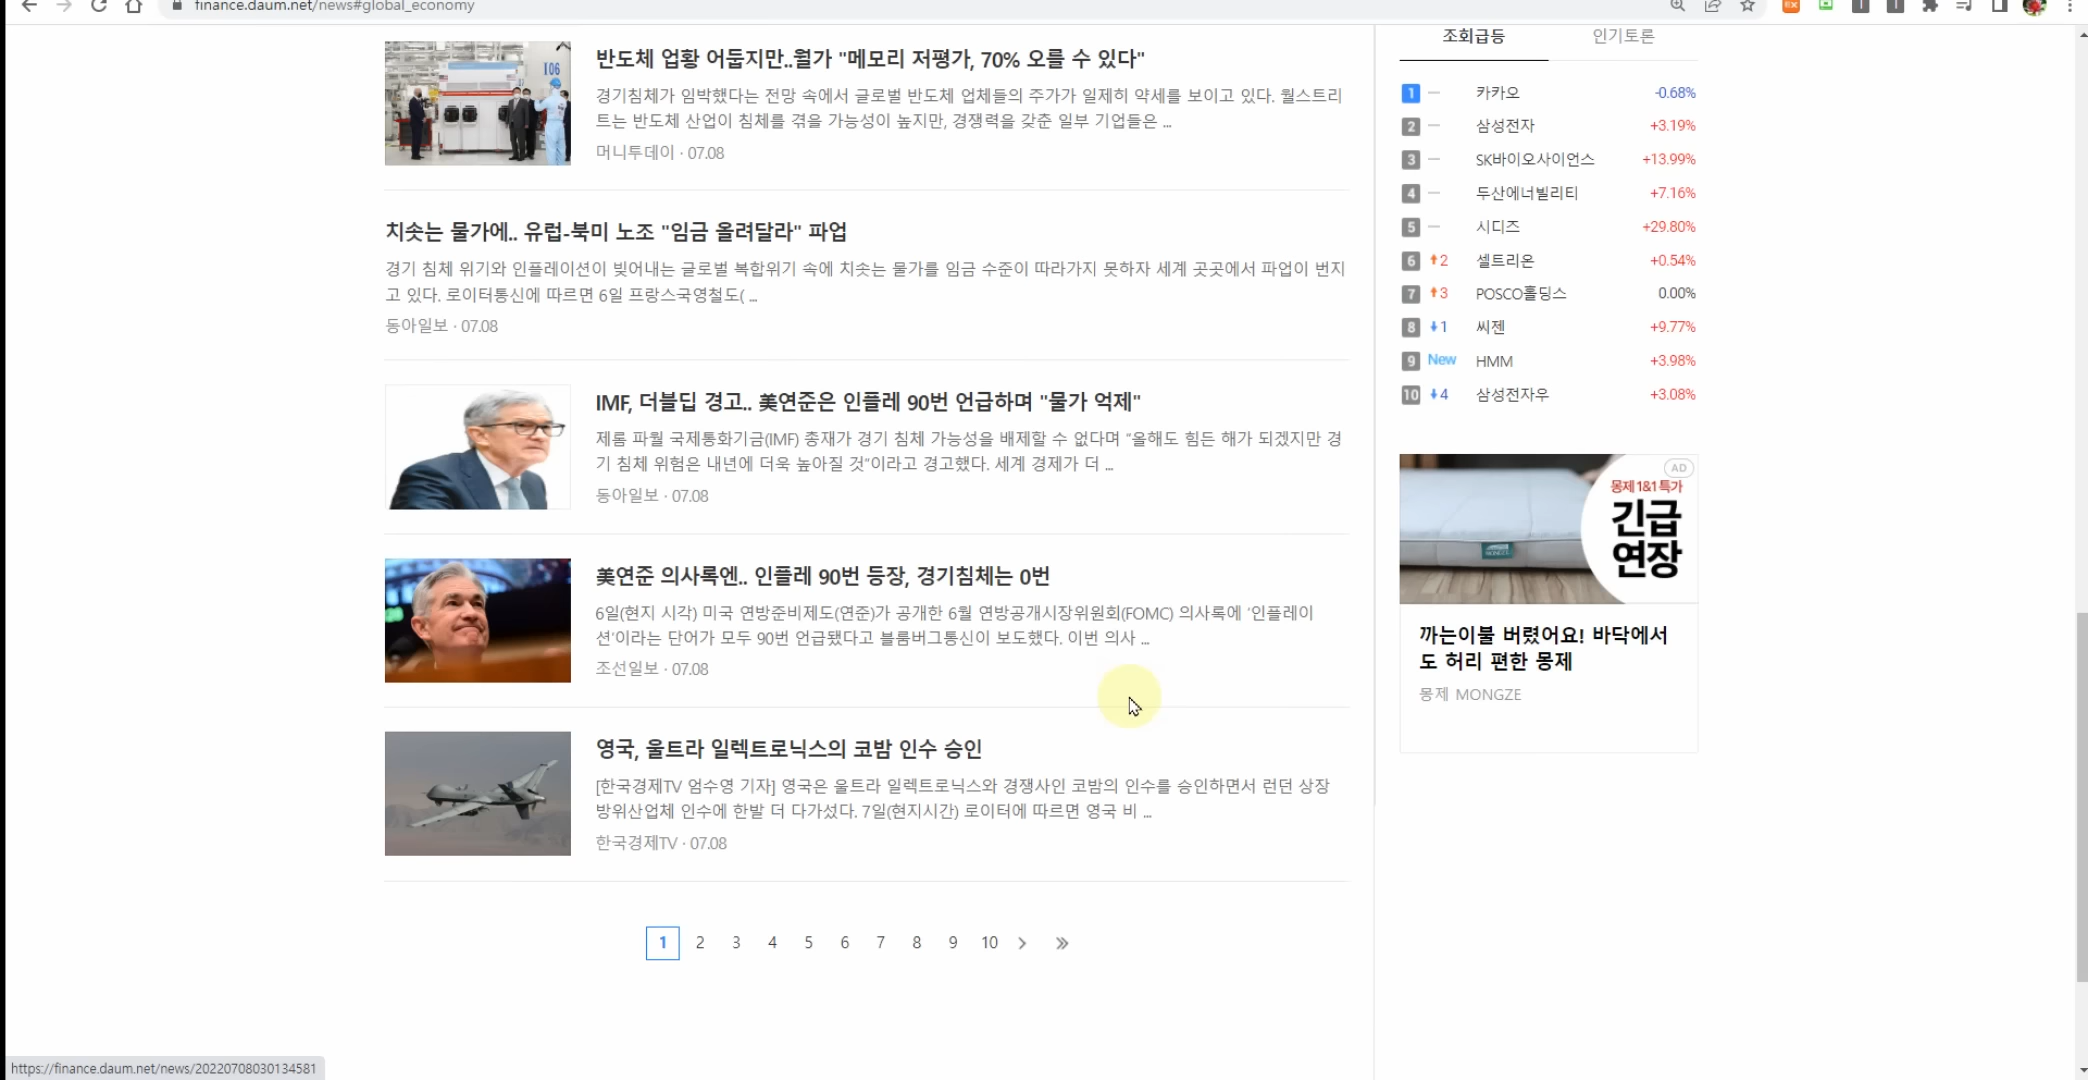 finance.daum.net/news#global_economy
106
반도체 업황 어둡지만..월가 "메모리 저평가, 70% 오를 수 있다"
경기침체가 임박했다는 전망 속에서 글로벌 반도체 업체들의 주가가 일제히 약세를 보이고 있다. 월스트리
트는 반도체 산업이 침체를 겪을 가능성이 높지만, 경쟁력을 갖춘 일부 기업들은 ...
머니투데이 · 07.08
치솟는 물가에.. 유럽-북미 노조 "임금 올려달라" 파업
경기 침체 위기와 인플레이션이 빚어내는 글로벌 복합위기 속에 치솟는 물가를 임금 수준이 따라가지 못하자 세계 곳곳에서 파업이 번지
고 있다. 로이터통신에 따르면 6일 프랑스국영철도( ...
동아일보 · 07.08
IMF, 더블딥 경고.. 美연준은 인플레 90번 언급하며 "물가 억제"
제롬 파월 국제통화기금(IMF) 총재가 경기 침체 가능성을 배제할 수 없다며 “올해도 힘든 해가 되겠지만 경
기 침체 위험은 내년에 더욱 높아질 것”이라고 경고했다. 세계 경제가 더 ...
동아일보 · 07.08
美연준 의사록엔.. 인플레 90번 등장, 경기침체는 0번
6일(현지 시각) 미국 연방준비제도(연준)가 공개한 6월 연방공개시장위원회(FOMC) 의사록에 ‘인플레이
션’이라는 단어가 모두 90번 언급됐다고 블룸버그통신이 보도했다. 이번 의사 ...
조선일보 · 07.08
영국, 울트라 일렉트로닉스의 코밤 인수 승인
[한국경제TV 엄수영 기자] 영국은 울트라 일렉트로닉스와 경쟁사인 코밤의 인수를 승인하면서 런던 상장
방위산업체 인수에 한발 더 다가섰다. 7일(현지시간) 로이터에 따르면 영국 비 ...
한국경제TV · 07.08
1 2 3 4 5 6 7 8 9 10
조회급등 인기토론
1 카카오 -0.68%
2 삼성전자 +3.19%
3 SK바이오사이언스 +13.99%
4 두산에너빌리티 +7.16%
5 시디즈 +29.80%
6 2 셀트리온 +0.54%
7 3 POSCO홀딩스 0.00%
8 1 씨젠 +9.77%
9 New HMM +3.98%
10 4 삼성전자우 +3.08%
AD
몽제 1&1 특가
긴급
연장
MONGZE
까는이불 버렸어요! 바닥에서
도 허리 편한 몽제
몽제 MONGZE
https://finance.daum.net/news/20220708030134581